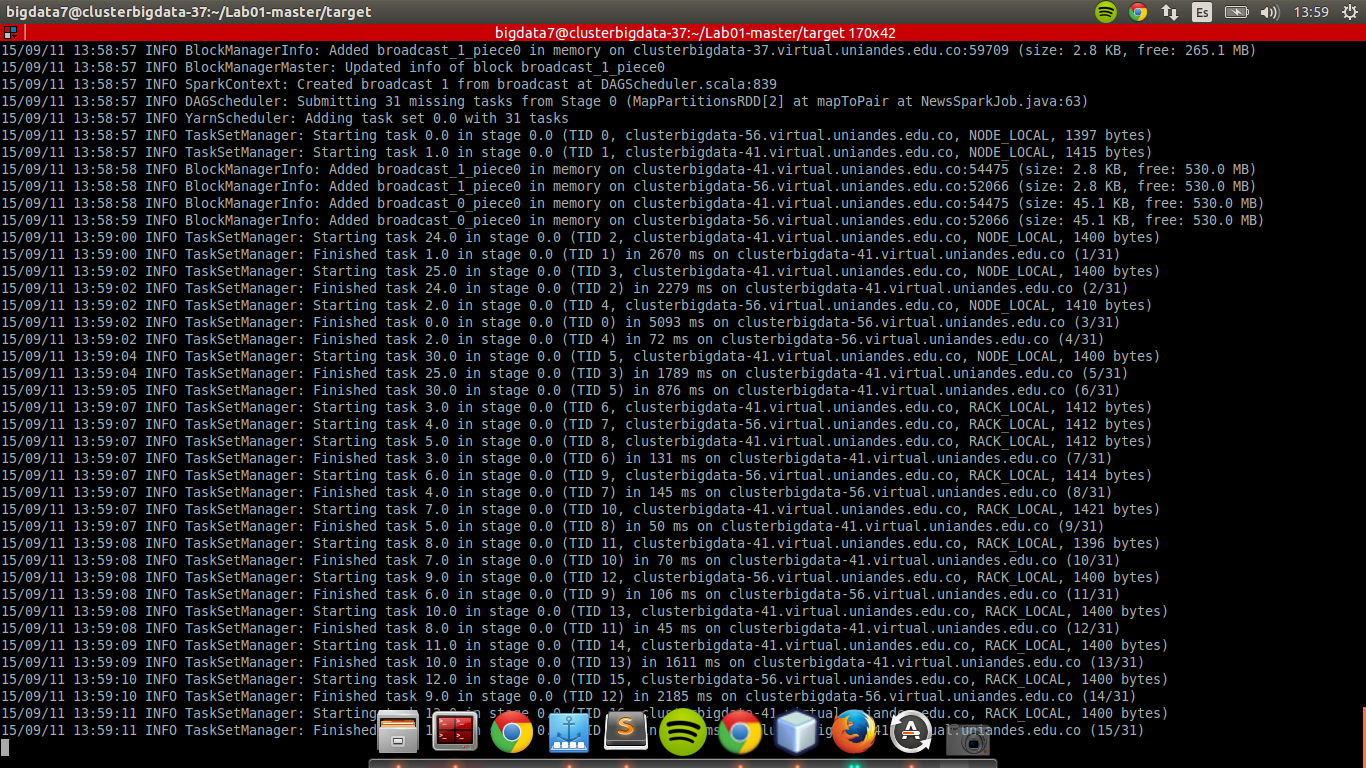 bigdata7@clusterbigdata-37:~/Lab01-master/target
Es
13:59
bigdata7@clusterbigdata-37:~/Lab01-master/target 170x42
15/09/11 13:58:57 INFO BlockManagerInfo: Added broadcast_1_piece0 in memory on clusterbigdata-37.virtual.uniandes.edu.co:59709 (size: 2.8 KB, free: 265.1 MB)
15/09/11 13:58:57 INFO BlockManagerMaster: Updated info of block broadcast_1_piece0
15/09/11 13:58:57 INFO SparkContext: Created broadcast 1 from broadcast at DAGScheduler.scala:839
15/09/11 13:58:57 INFO DAGScheduler: Submitting 31 missing tasks from Stage 0 (MapPartitionsRDD[2] at mapToPair at NewsSparkJob.java:63)
15/09/11 13:58:57 INFO YarnScheduler: Adding task set 0.0 with 31 tasks
15/09/11 13:58:57 INFO TaskSetManager: Starting task 0.0 in stage 0.0 (TID 0, clusterbigdata-56.virtual.uniandes.edu.co, NODE_LOCAL, 1397 bytes)
15/09/11 13:58:57 INFO TaskSetManager: Starting task 1.0 in stage 0.0 (TID 1, clusterbigdata-41.virtual.uniandes.edu.co, NODE_LOCAL, 1415 bytes)
15/09/11 13:58:58 INFO BlockManagerInfo: Added broadcast_1_piece0 in memory on clusterbigdata-41.virtual.uniandes.edu.co:54475 (size: 2.8 KB, free: 530.0 MB)
15/09/11 13:58:58 INFO BlockManagerInfo: Added broadcast_1_piece0 in memory on clusterbigdata-56.virtual.uniandes.edu.co:52066 (size: 2.8 KB, free: 530.0 MB)
15/09/11 13:58:58 INFO BlockManagerInfo: Added broadcast_0_piece0 in memory on clusterbigdata-41.virtual.uniandes.edu.co:54475 (size: 45.1 KB, free: 530.0 MB)
15/09/11 13:58:59 INFO BlockManagerInfo: Added broadcast_0_piece0 in memory on clusterbigdata-56.virtual.uniandes.edu.co:52066 (size: 45.1 KB, free: 530.0 MB)
15/09/11 13:59:00 INFO TaskSetManager: Starting task 24.0 in stage 0.0 (TID 2, clusterbigdata-41.virtual.uniandes.edu.co, NODE_LOCAL, 1400 bytes)
15/09/11 13:59:00 INFO TaskSetManager: Finished task 1.0 in stage 0.0 (TID 1) in 2670 ms on clusterbigdata-41.virtual.uniandes.edu.co (1/31)
15/09/11 13:59:02 INFO TaskSetManager: Starting task 25.0 in stage 0.0 (TID 3, clusterbigdata-41.virtual.uniandes.edu.co, NODE_LOCAL, 1400 bytes)
15/09/11 13:59:02 INFO TaskSetManager: Finished task 24.0 in stage 0.0 (TID 2) in 2279 ms on clusterbigdata-41.virtual.uniandes.edu.co (2/31)
15/09/11 13:59:02 INFO TaskSetManager: Starting task 2.0 in stage 0.0 (TID 4, clusterbigdata-56.virtual.uniandes.edu.co, NODE_LOCAL, 1410 bytes)
15/09/11 13:59:02 INFO TaskSetManager: Finished task 0.0 in stage 0.0 (TID 0) in 5093 ms on clusterbigdata-56.virtual.uniandes.edu.co (3/31)
15/09/11 13:59:02 INFO TaskSetManager: Finished task 2.0 in stage 0.0 (TID 4) in 72 ms on clusterbigdata-56.virtual.uniandes.edu.co (4/31)
15/09/11 13:59:04 INFO TaskSetManager: Starting task 30.0 in stage 0.0 (TID 5, clusterbigdata-41.virtual.uniandes.edu.co, NODE_LOCAL, 1400 bytes)
15/09/11 13:59:04 INFO TaskSetManager: Finished task 25.0 in stage 0.0 (TID 3) in 1789 ms on clusterbigdata-41.virtual.uniandes.edu.co (5/31)
15/09/11 13:59:05 INFO TaskSetManager: Finished task 30.0 in stage 0.0 (TID 5) in 876 ms on clusterbigdata-41.virtual.uniandes.edu.co (6/31)
15/09/11 13:59:07 INFO TaskSetManager: Starting task 3.0 in stage 0.0 (TID 6, clusterbigdata-41.virtual.uniandes.edu.co, RACK_LOCAL, 1412 bytes)
15/09/11 13:59:07 INFO TaskSetManager: Starting task 4.0 in stage 0.0 (TID 7, clusterbigdata-56.virtual.uniandes.edu.co, RACK_LOCAL, 1412 bytes)
15/09/11 13:59:07 INFO TaskSetManager: Starting task 5.0 in stage 0.0 (TID 8, clusterbigdata-41.virtual.uniandes.edu.co, RACK_LOCAL, 1412 bytes)
15/09/11 13:59:07 INFO TaskSetManager: Finished task 3.0 in stage 0.0 (TID 6) in 131 ms on clusterbigdata-41.virtual.uniandes.edu.co (7/31)
15/09/11 13:59:07 INFO TaskSetManager: Starting task 6.0 in stage 0.0 (TID 9, clusterbigdata-56.virtual.uniandes.edu.co, RACK_LOCAL, 1414 bytes)
15/09/11 13:59:07 INFO TaskSetManager: Finished task 4.0 in stage 0.0 (TID 7) in 145 ms on clusterbigdata-56.virtual.uniandes.edu.co (8/31)
15/09/11 13:59:07 INFO TaskSetManager: Starting task 7.0 in stage 0.0 (TID 10, clusterbigdata-41.virtual.uniandes.edu.co, RACK_LOCAL, 1421 bytes)
15/09/11 13:59:07 INFO TaskSetManager: Finished task 5.0 in stage 0.0 (TID 8) in 50 ms on clusterbigdata-41.virtual.uniandes.edu.co (9/31)
15/09/11 13:59:08 INFO TaskSetManager: Starting task 8.0 in stage 0.0 (TID 11, clusterbigdata-41.virtual.uniandes.edu.co, RACK_LOCAL, 1396 bytes)
15/09/11 13:59:08 INFO TaskSetManager: Finished task 7.0 in stage 0.0 (TID 10) in 70 ms on clusterbigdata-41.virtual.uniandes.edu.co (10/31)
15/09/11 13:59:08 INFO TaskSetManager: Starting task 9.0 in stage 0.0 (TID 12, clusterbigdata-56.virtual.uniandes.edu.co, RACK_LOCAL, 1400 bytes)
15/09/11 13:59:08 INFO TaskSetManager: Finished task 6.0 in stage 0.0 (TID 9) in 106 ms on clusterbigdata-56.virtual.uniandes.edu.co (11/31)
15/09/11 13:59:08 INFO TaskSetManager: Starting task 10.0 in stage 0.0 (TID 13, clusterbigdata-41.virtual.uniandes.edu.co, RACK_LOCAL, 1400 bytes)
15/09/11 13:59:08 INFO TaskSetManager: Finished task 8.0 in stage 0.0 (TID 11) in 45 ms on clusterbigdata-41.virtual.uniandes.edu.co (12/31)
15/09/11 13:59:09 INFO TaskSetManager: Starting task 11.0 in stage 0.0 (TID 14, clusterbigdata-41.virtual.uniandes.edu.co, RACK_LOCAL, 1400 bytes)
15/09/11 13:59:09 INFO TaskSetManager: Finished task 10.0 in stage 0.0 (TID 13) in 1611 ms on clusterbigdata-41.virtual.uniandes.edu.co (13/31)
15/09/11 13:59:10 INFO TaskSetManager: Starting task 12.0 in stage 0.0 (TID 15, clusterbigdata-56.virtual.uniandes.edu.co, RACK_LOCAL, 1400 bytes)
15/09/11 13:59:10 INFO TaskSetManager: Finished task 9.0 in stage 0.0 (TID 12) in 2185 ms on clusterbigdata-56.virtual.uniandes.edu.co (14/31)
15/09/11 13:59:11 INFO TaskSetManager: Starting RACK_LOCAL, 1400 bytes)
15/09/11 13:59:11 INFO TaskSetManager: Finished (15/31)